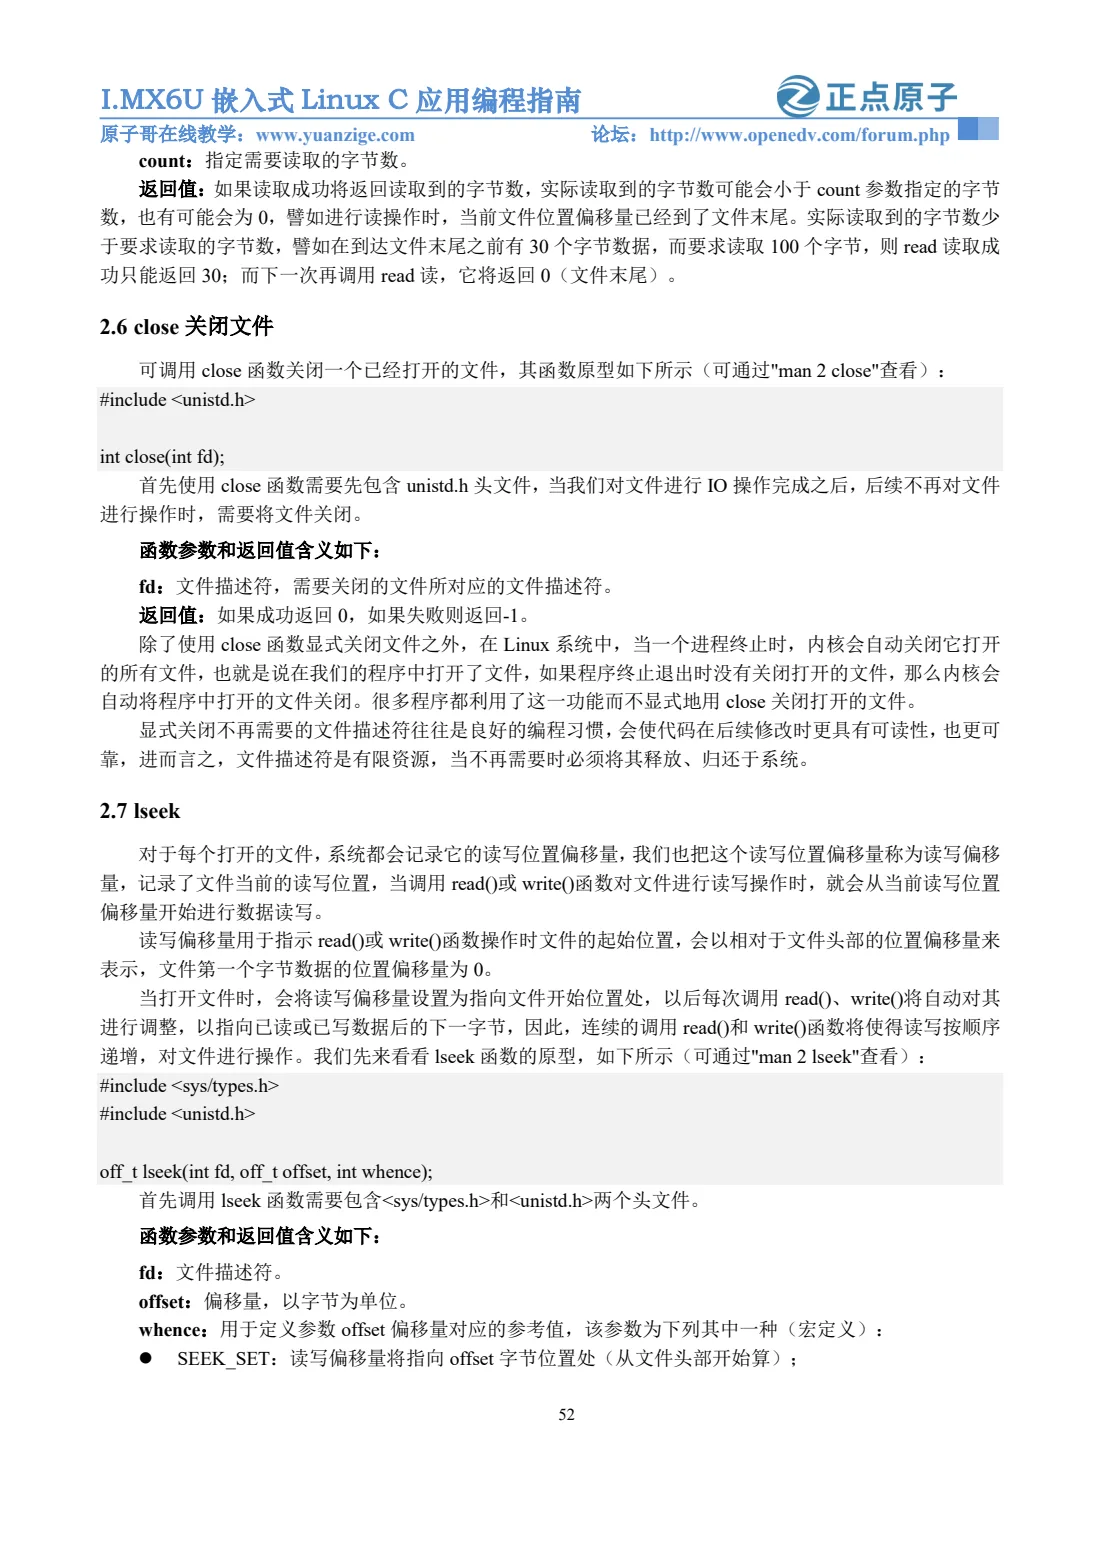 I.MX6U 嵌入式 Linux C 应用编程指南
正点原子
原子哥在线教学：www.yuanzige.com 论坛：http://www.openedv.com/forum.php
count：指定需要读取的字节数。
返回值：如果读取成功将返回读取到的字节数，实际读取到的字节数可能会小于 count 参数指定的字节
数，也有可能会为 0，譬如进行读操作时，当前文件位置偏移量已经到了文件末尾。实际读取到的字节数少
于要求读取的字节数，譬如在到达文件末尾之前有 30 个字节数据，而要求读取 100 个字节，则 read 读取成
功只能返回 30；而下一次再调用 read 读，它将返回 0（文件末尾）。
2.6 close 关闭文件
可调用 close 函数关闭一个已经打开的文件，其函数原型如下所示（可通过"man 2 close"查看）：
#include <unistd.h>
int close(int fd);
首先使用 close 函数需要先包含 unistd.h 头文件，当我们对文件进行 IO 操作完成之后，后续不再对文件
进行操作时，需要将文件关闭。
函数参数和返回值含义如下：
fd：文件描述符，需要关闭的文件所对应的文件描述符。
返回值：如果成功返回 0，如果失败则返回-1。
除了使用 close 函数显式关闭文件之外，在 Linux 系统中，当一个进程终止时，内核会自动关闭它打开
的所有文件，也就是说在我们的程序中打开了文件，如果程序终止退出时没有关闭打开的文件，那么内核会
自动将程序中打开的文件关闭。很多程序都利用了这一功能而不显式地用 close 关闭打开的文件。
显式关闭不再需要的文件描述符往往是良好的编程习惯，会使代码在后续修改时更具有可读性，也更可
靠，进而言之，文件描述符是有限资源，当不再需要时必须将其释放、归还于系统。
2.7 lseek
对于每个打开的文件，系统都会记录它的读写位置偏移量，我们也把这个读写位置偏移量称为读写偏移
量，记录了文件当前的读写位置，当调用 read()或 write()函数对文件进行读写操作时，就会从当前读写位置
偏移量开始进行数据读写。
读写偏移量用于指示 read()或 write()函数操作时文件的起始位置，会以相对于文件头部的位置偏移量来
表示，文件第一个字节数据的位置偏移量为 0。
当打开文件时，会将读写偏移量设置为指向文件开始位置处，以后每次调用 read()、write()将自动对其
进行调整，以指向已读或已写数据后的下一字节，因此，连续的调用 read()和 write()函数将使得读写按顺序
递增，对文件进行操作。我们先来看看 lseek 函数的原型，如下所示（可通过"man 2 lseek"查看）：
#include <sys/types.h>
#include <unistd.h>
off_t lseek(int fd, off_t offset, int whence);
首先调用 lseek 函数需要包含<sys/types.h>和<unistd.h>两个头文件。
函数参数和返回值含义如下：
fd：文件描述符。
offset：偏移量，以字节为单位。
whence：用于定义参数 offset 偏移量对应的参考值，该参数为下列其中一种（宏定义）：
● SEEK_SET：读写偏移量将指向 offset 字节位置处（从文件头部开始算）；
52